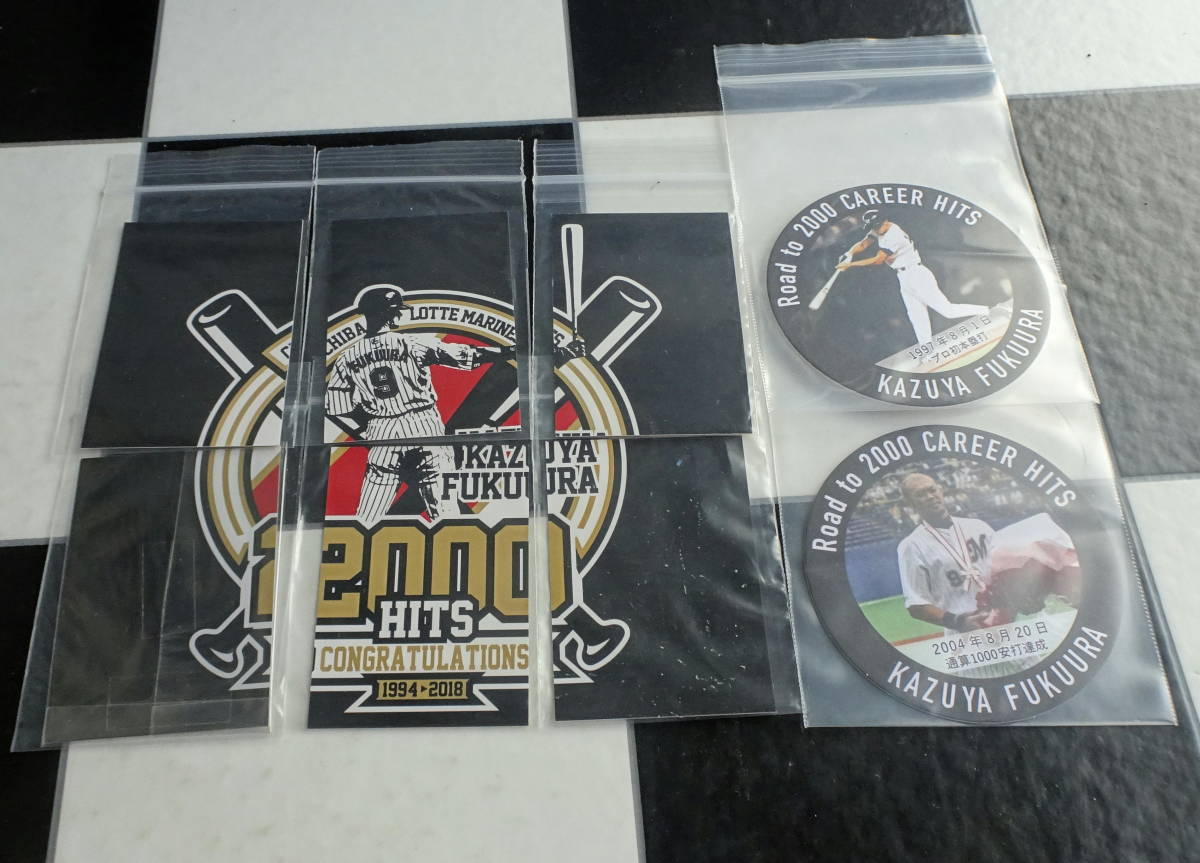 CHIBA LOTTE MARINES
FUKUURA
9
KAZUYA
FUKUURA
2000
HITS
CONGRATULATIONS
1994▸2018
Road to 2000 CAREER HITS
1997年8月1日
プロ初本塁打
KAZUYA FUKUURA
Road to 2000 CAREER HITS
M
2004年8月20日
通算1000安打達成
KAZUYA FUKUURA